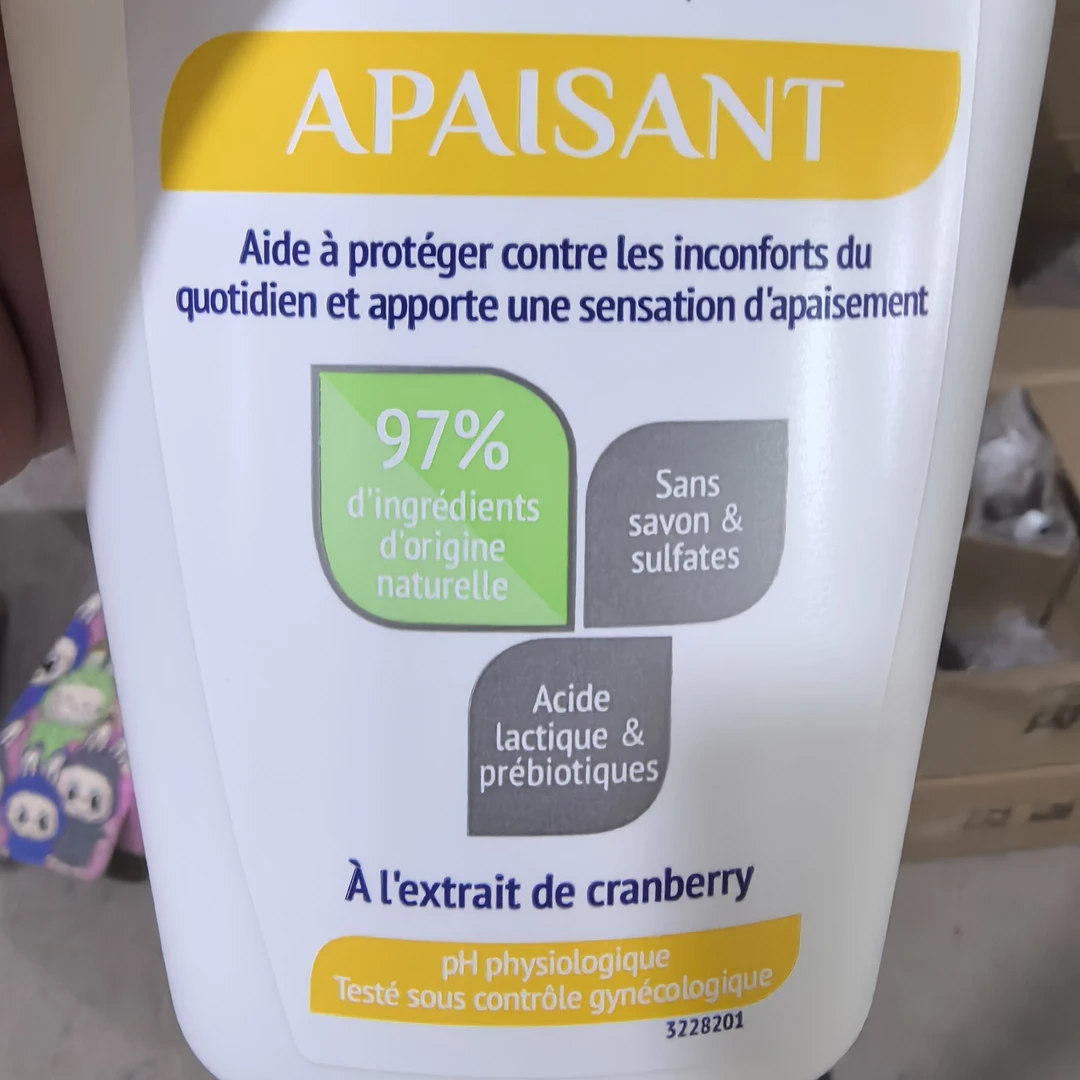 APAISANT
Aide à protéger contre les inconforts du
quotidien et apporte une sensation d'apaisement
97%
d'ingrédients
d'origine
naturelle
Sans
savon &
sulfates
Acide
lactique &
prébiotiques
À l'extrait de cranberry
pH physiologique
Testé sous contrôle gynécologique
3228201